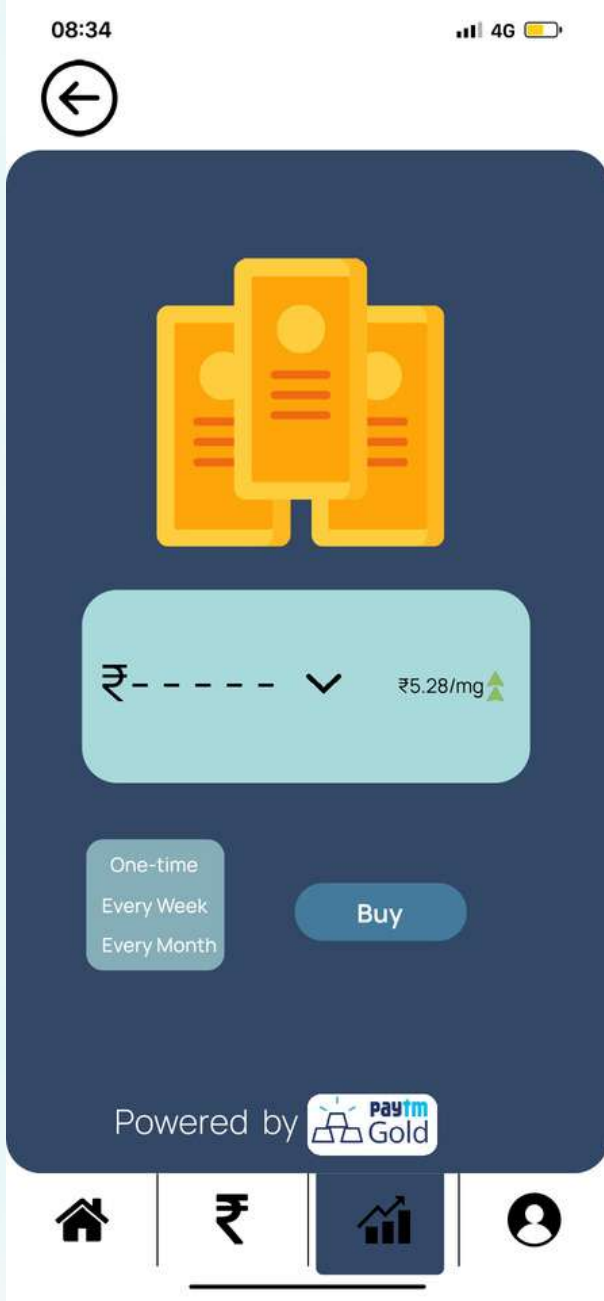 08:34
4G
₹- - - - - -
₹5.28/mg
One-time
Every Week
Every Month
Buy
Powered by paytm Gold
₹